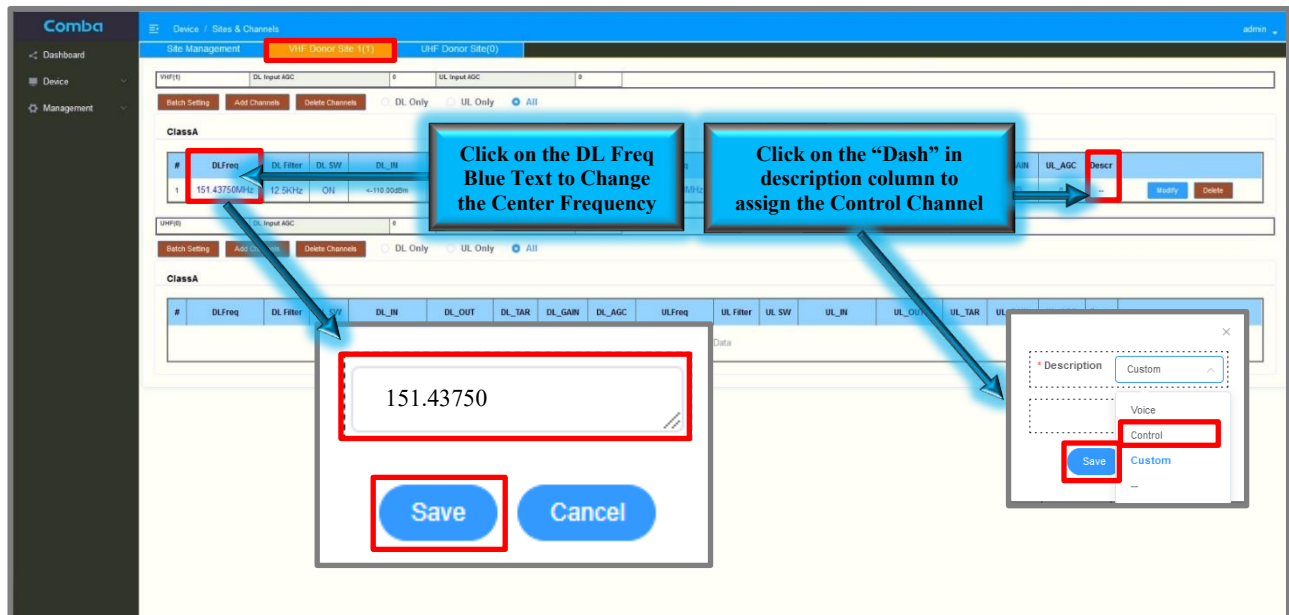 Comba
Device / Sites & Channels
admin
Dashboard
Device
Management
Site Management VHF Donor Site 1(1) UHF Donor Site(0)
VHF(1) DL Input AGC 0 UL Input AGC 0
Batch Setting Add Channels Delete Channels DL Only UL Only All
ClassA
Click on the DL Freq
Blue Text to Change
the Center Frequency
Click on the “Dash” in
description column to
assign the Control Channel
# DLFreq DL Filter DL SW DL_IN UL_AGC Descr
1 151.43750MHz 12.5KHz ON <-110.00dBm MHz -- Modify Delete
UHF(0) DL Input AGC 0
Batch Setting Delete Channels DL Only UL Only All
ClassA
# DLFreq DL Filter DL_IN DL_OUT DL_TAR DL_GAIN DL_AGC ULFreq UL Filter UL SW UL_IN UL_TAR
Data
151.43750
Save Cancel
* Description Custom
Voice
Control
Custom
--
Save